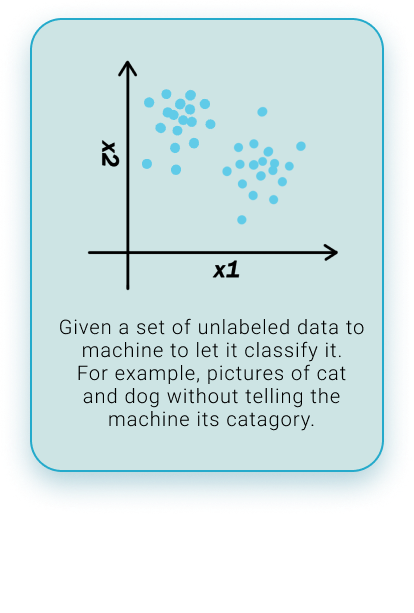 x2
x1
Given a set of unlabeled data to
machine to let it classify it.
For example, pictures of cat
and dog without telling the
machine its catagory.